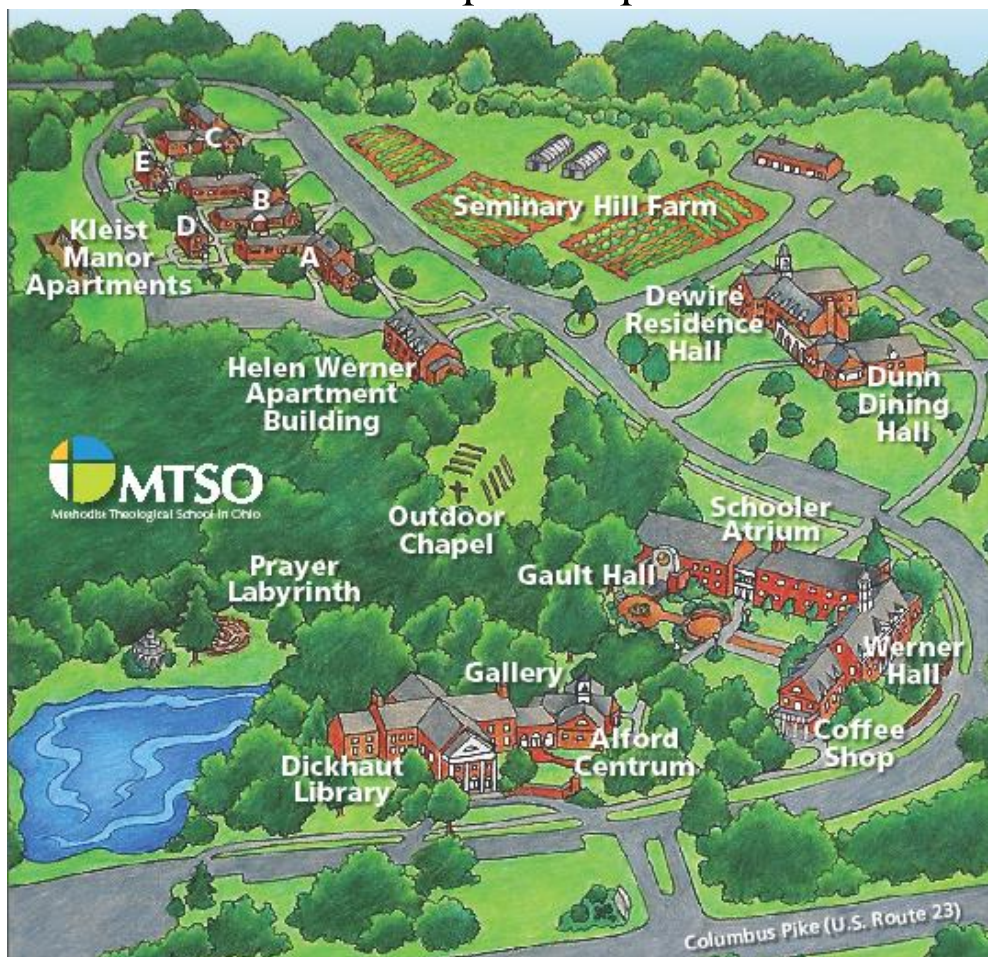 C
E
B
D
A
Kleist
Manor
Apartments
Seminary Hill Farm
Dewire
Residence
Hall
Helen Werner
Apartment
Building
Dunn
Dining
Hall
MTSO
Methodist Theological School in Ohio
Outdoor
Chapel
Schooler
Atrium
Gault Hall
Prayer
Labyrinth
Werner
Hall
Gallery
Alford
Centrum
Coffee
Shop
Dickhaut
Library
Columbus Pike (U.S. Route 23)